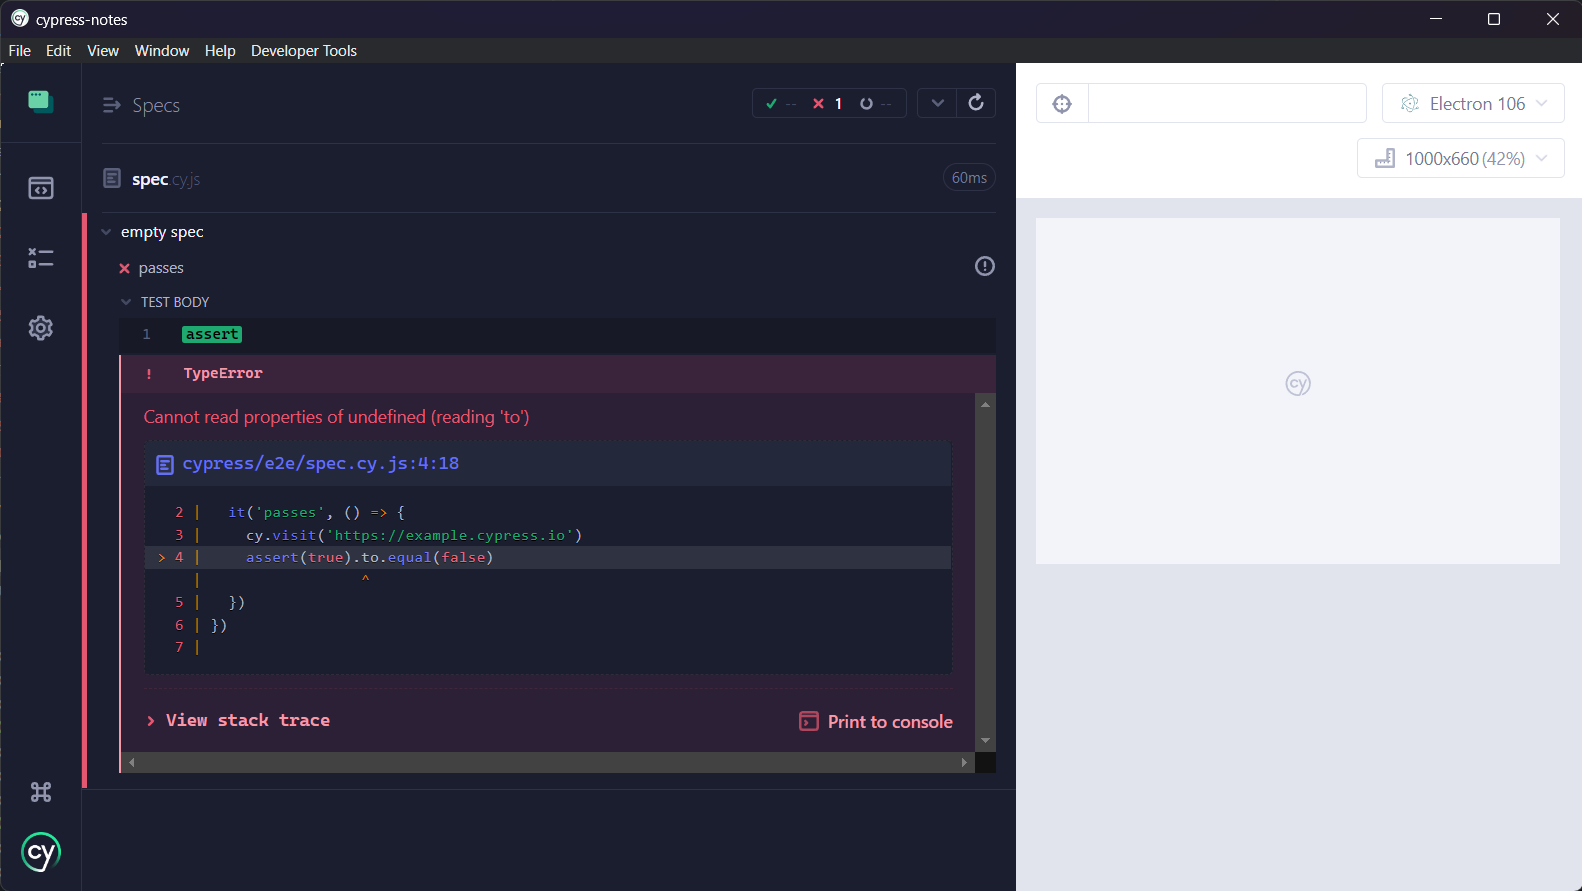 cypress-notes
File Edit View Window Help Developer Tools
Specs
-- 1 --
spec.cy.js
60ms
empty spec
passes
TEST BODY
1 assert
! TypeError
Cannot read properties of undefined (reading 'to')
cypress/e2e/spec.cy.js:4:18
2 | it('passes', () => {
3 | cy.visit('https://example.cypress.io')
> 4 | assert(true).to.equal(false)
| ^
5 | })
6 | })
7 |
> View stack trace
Print to console
Electron 106
1000x660 (42%)
cy
cy